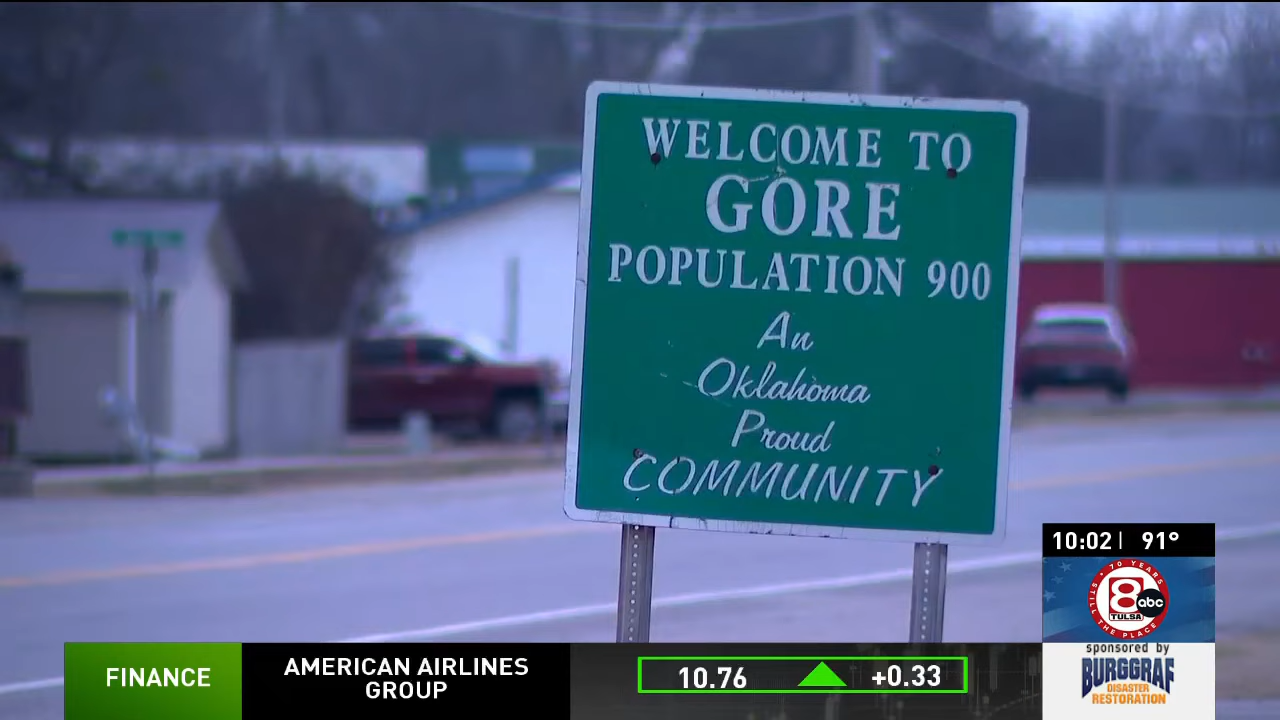 WELCOME TO
GORE
POPULATION 900
An
Oklahoma
Proud
COMMUNITY
10:02 | 91°
70 YEARS
8 abc
TULSA
STILL THE PLACE
sponsored by
BURGGRAF
DISASTER
RESTORATION
FINANCE
AMERICAN AIRLINES
GROUP
10.76
+0.33